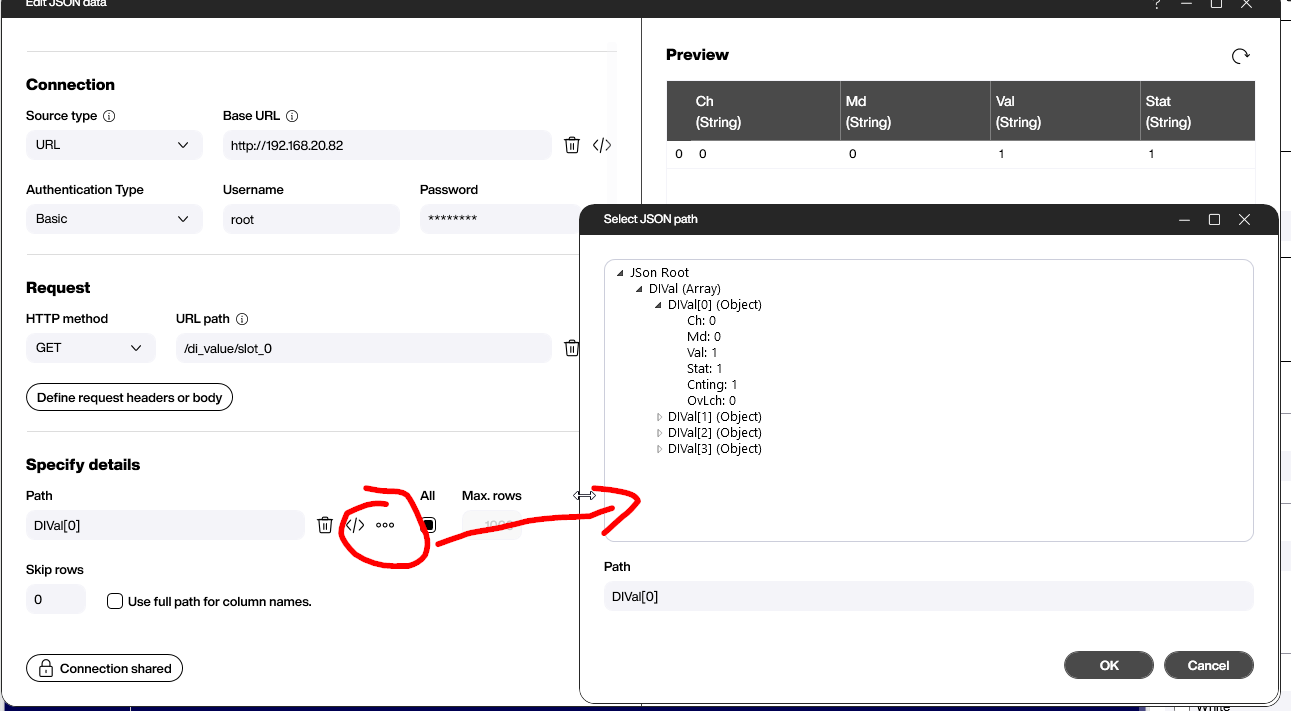 Edit JSON data
?
Connection
Source type
Base URL
URL
http://192.168.20.82
Authentication Type
Username
Password
Basic
root
********
Request
HTTP method
URL path
GET
/di_value/slot_0
Define request headers or body
Specify details
Path
All
Max. rows
DIVal[0]
Skip rows
0
Use full path for column names.
Connection shared
Preview
Ch
(String)
Md
(String)
Val
(String)
Stat
(String)
0 0 0 1 1
Select JSON path
JSon Root
DIVal (Array)
DIVal[0] (Object)
Ch: 0
Md: 0
Val: 1
Stat: 1
Cnting: 1
OvLch: 0
DIVal[1] (Object)
DIVal[2] (Object)
DIVal[3] (Object)
Path
DIVal[0]
OK
Cancel
White